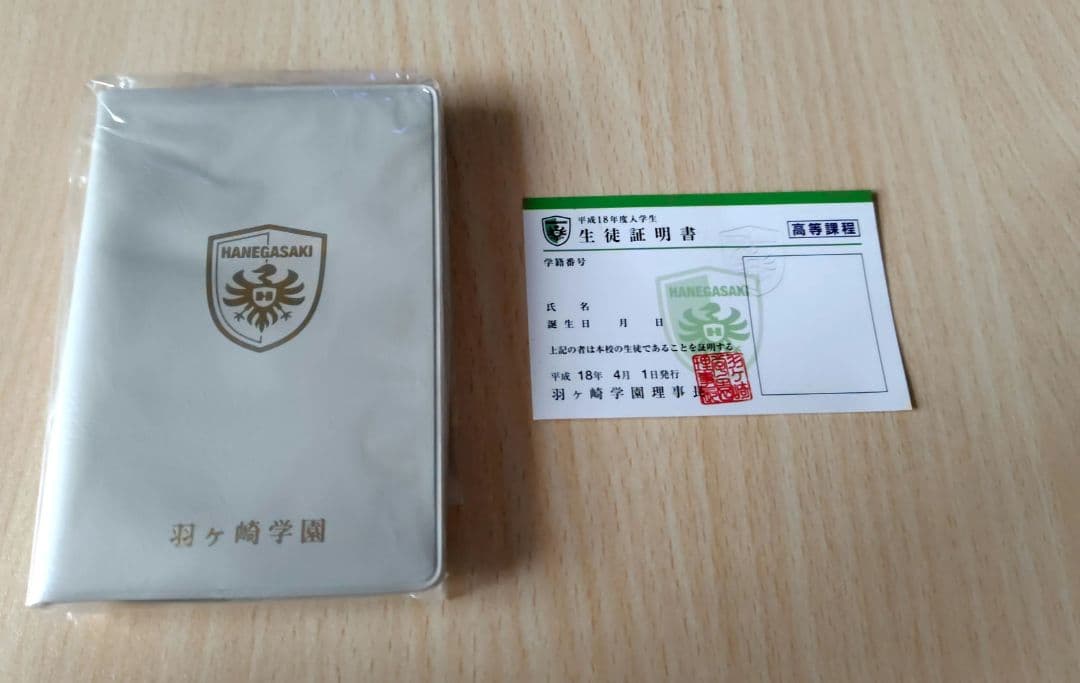 HANEGASAKI
羽ヶ崎学園
平成18年度入学生
生徒証明書
高等課程
学籍番号
HANEGASAKI
氏 名
誕生日 月 日
上記の者は本校の生徒であることを証明する
平成 18年 4月 1日発行
羽ヶ崎学園理事長